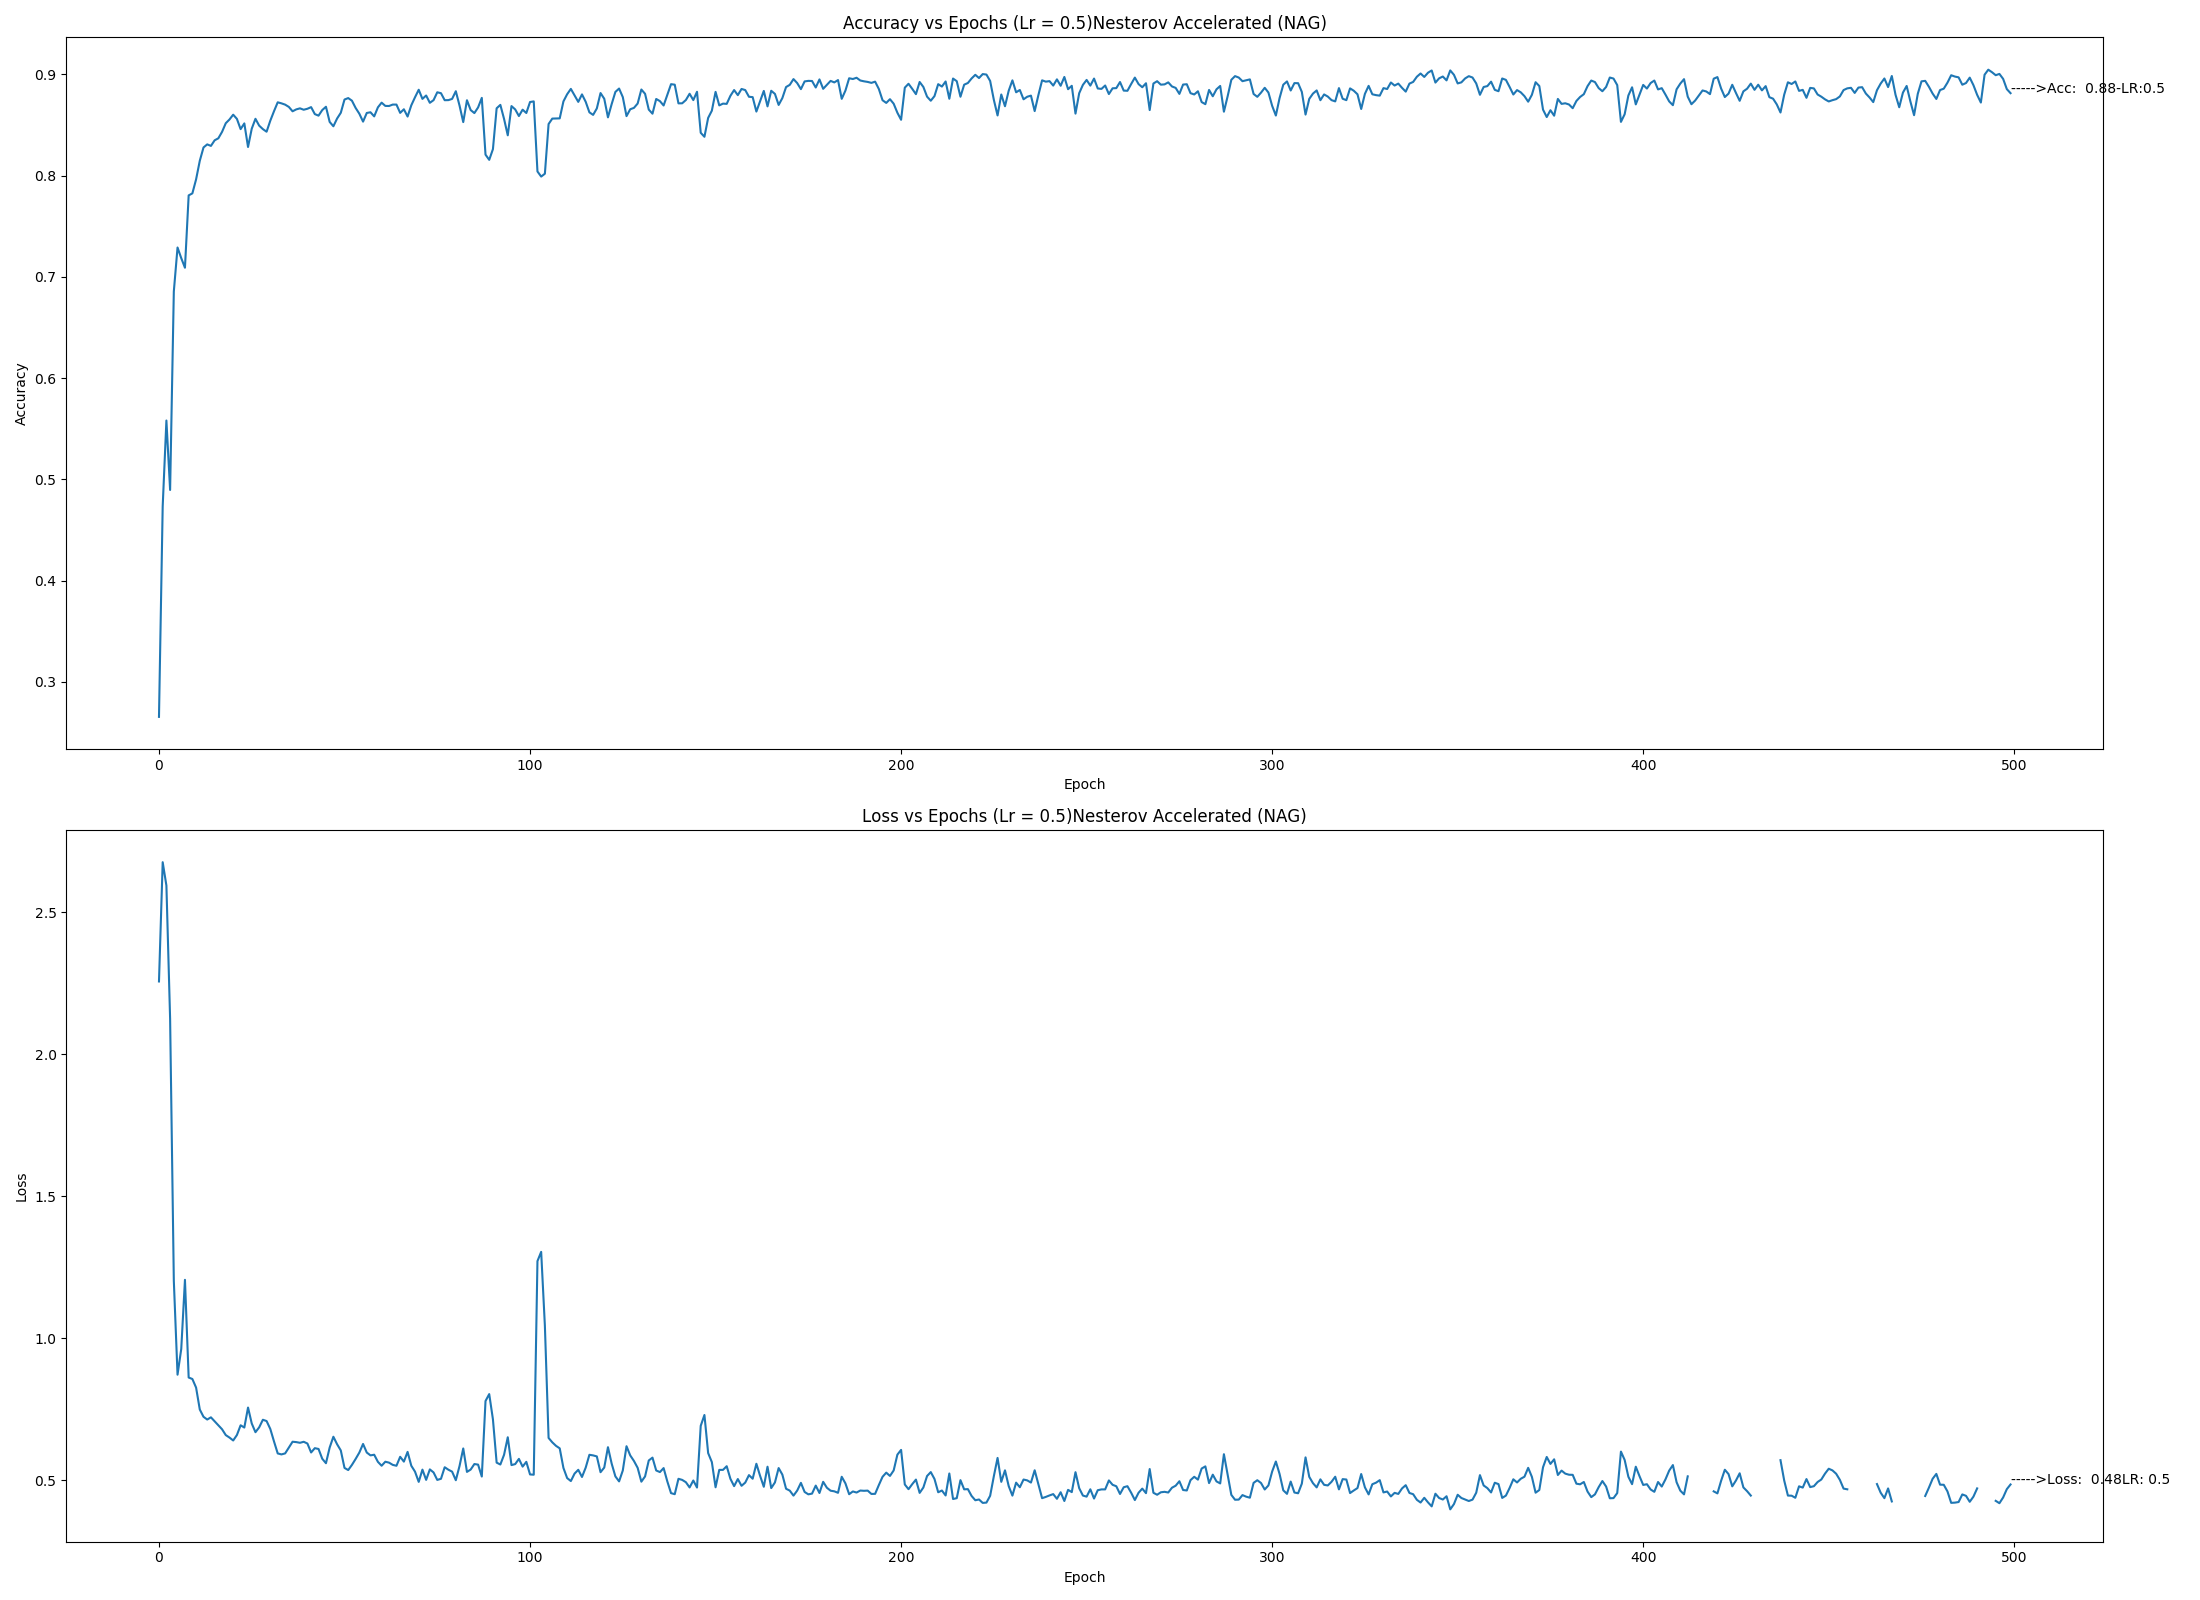 Accuracy vs Epochs (Lr = 0.5)Nesterov Accelerated (NAG)
Accuracy
0.9
0.8
0.7
0.6
0.5
0.4
0.3
----->Acc:  0.88-LR:0.5
0 100 200 300 400 500
Epoch
Loss vs Epochs (Lr = 0.5)Nesterov Accelerated (NAG)
Loss
2.5
2.0
1.5
1.0
0.5
----->Loss:  0.48LR: 0.5
0 100 200 300 400 500
Epoch